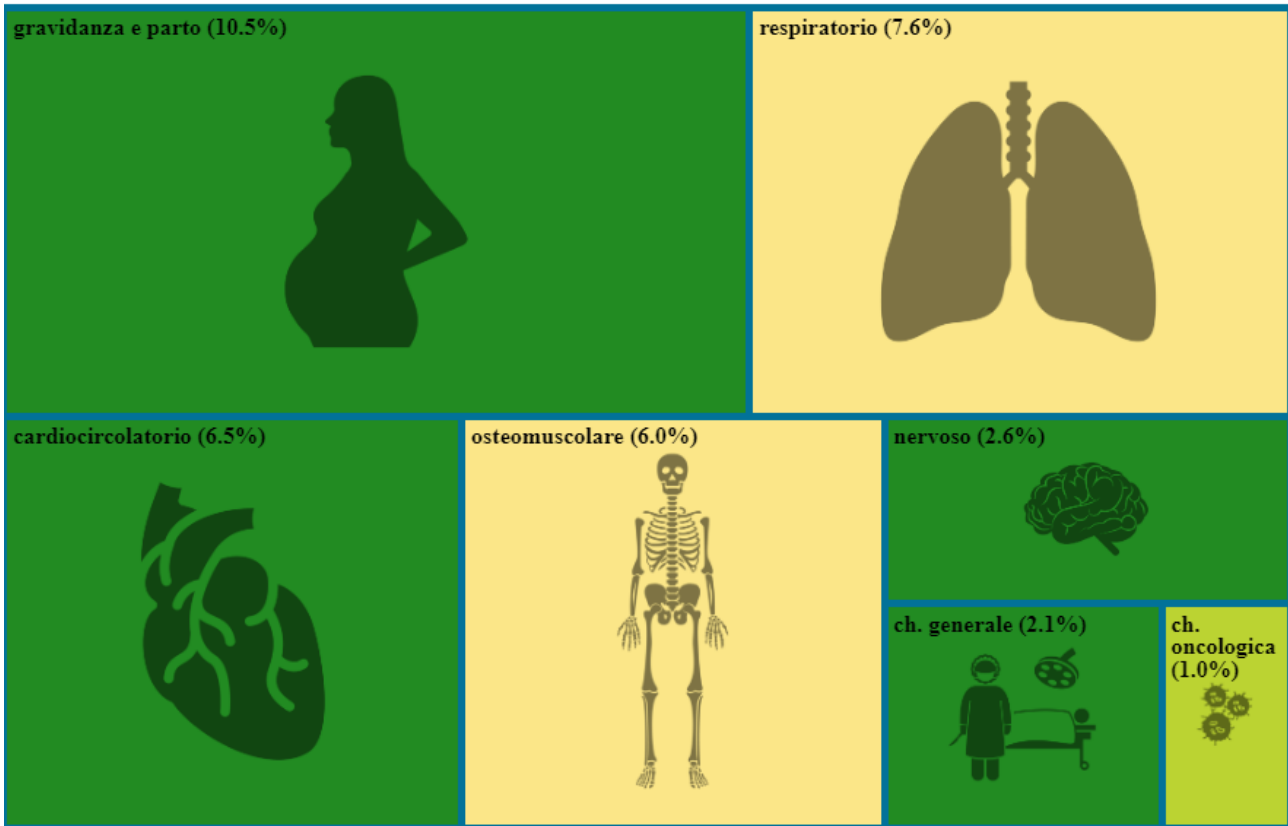 gravidanza e parto (10.5%)
respiratorio (7.6%)
cardiocircolatorio (6.5%)
osteomuscolare (6.0%)
nervoso (2.6%)
ch. generale (2.1%)
ch.
oncologica
(1.0%)